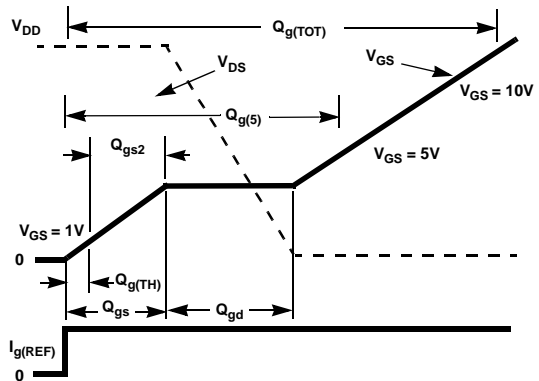 V_DD
Q_g(TOT)
V_GS
V_DS
V_GS = 10V
Q_g(5)
Q_gs2
V_GS = 5V
V_GS = 1V
0
Q_g(TH)
Q_gs
Q_gd
I_g(REF)
0